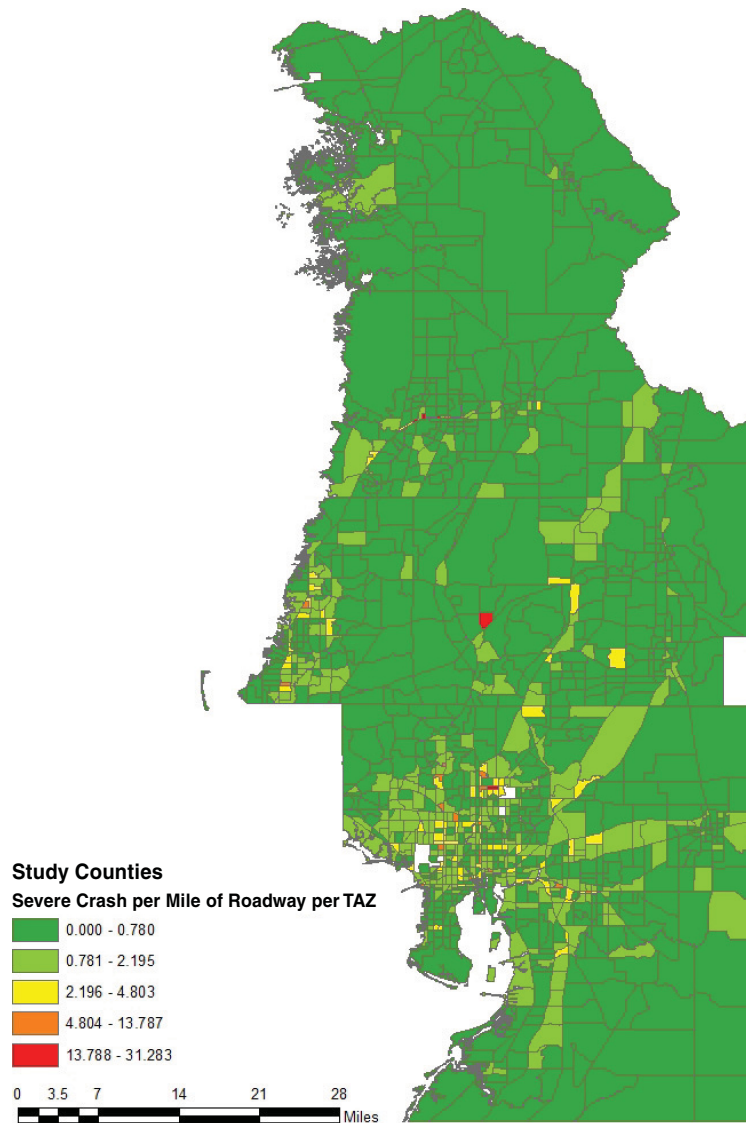 Study Counties
Severe Crash per Mile of Roadway per TAZ
0.000 - 0.780
0.781 - 2.195
2.196 - 4.803
4.804 - 13.787
13.788 - 31.283
0 3.5 7 14 21 28
Miles